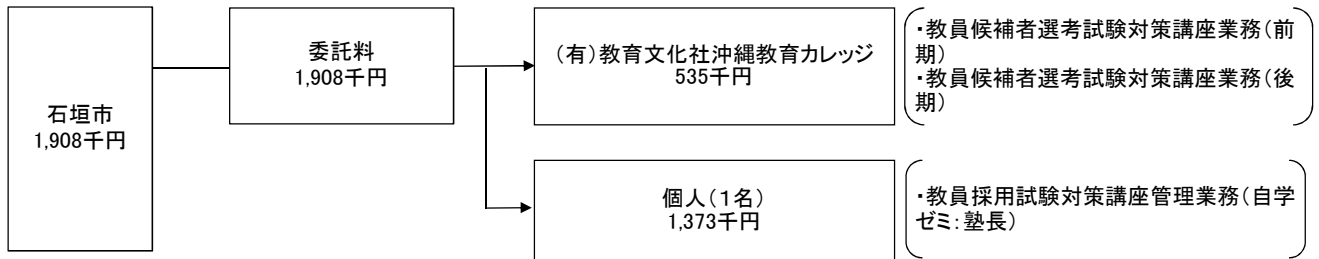 石垣市
1,908千円
委託料
1,908千円
(有)教育文化社沖縄教育カレッジ
535千円
・教員候補者選考試験対策講座業務(前
期)
・教員候補者選考試験対策講座業務(後
期)
個人(1名)
1,373千円
・教員採用試験対策講座管理業務(自学
ゼミ:塾長)